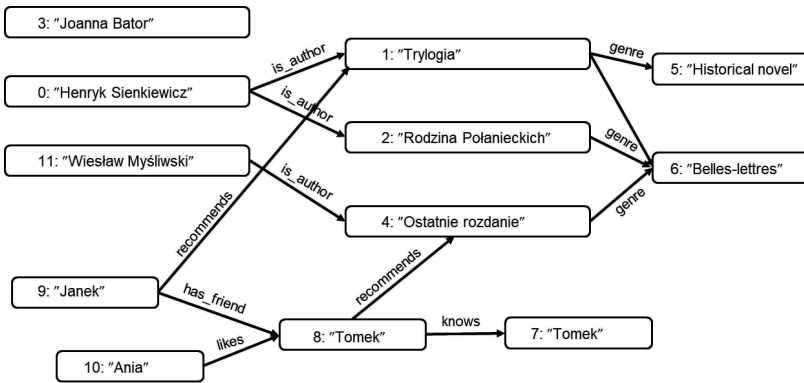 3: "Joanna Bator"
is_author
1: "Trylogia"
genre
5: "Historical novel"
0: "Henryk Sienkiewicz"
is_author
2: "Rodzina Połanieckich"
genre
11: "Wiesław Myśliwski"
is_author
6: "Belles-lettres"
4: "Ostatnie rozdanie"
genre
recommends
9: "Janek"
has_friend
recommends
8: "Tomek"
knows
7: "Tomek"
likes
10: "Ania"